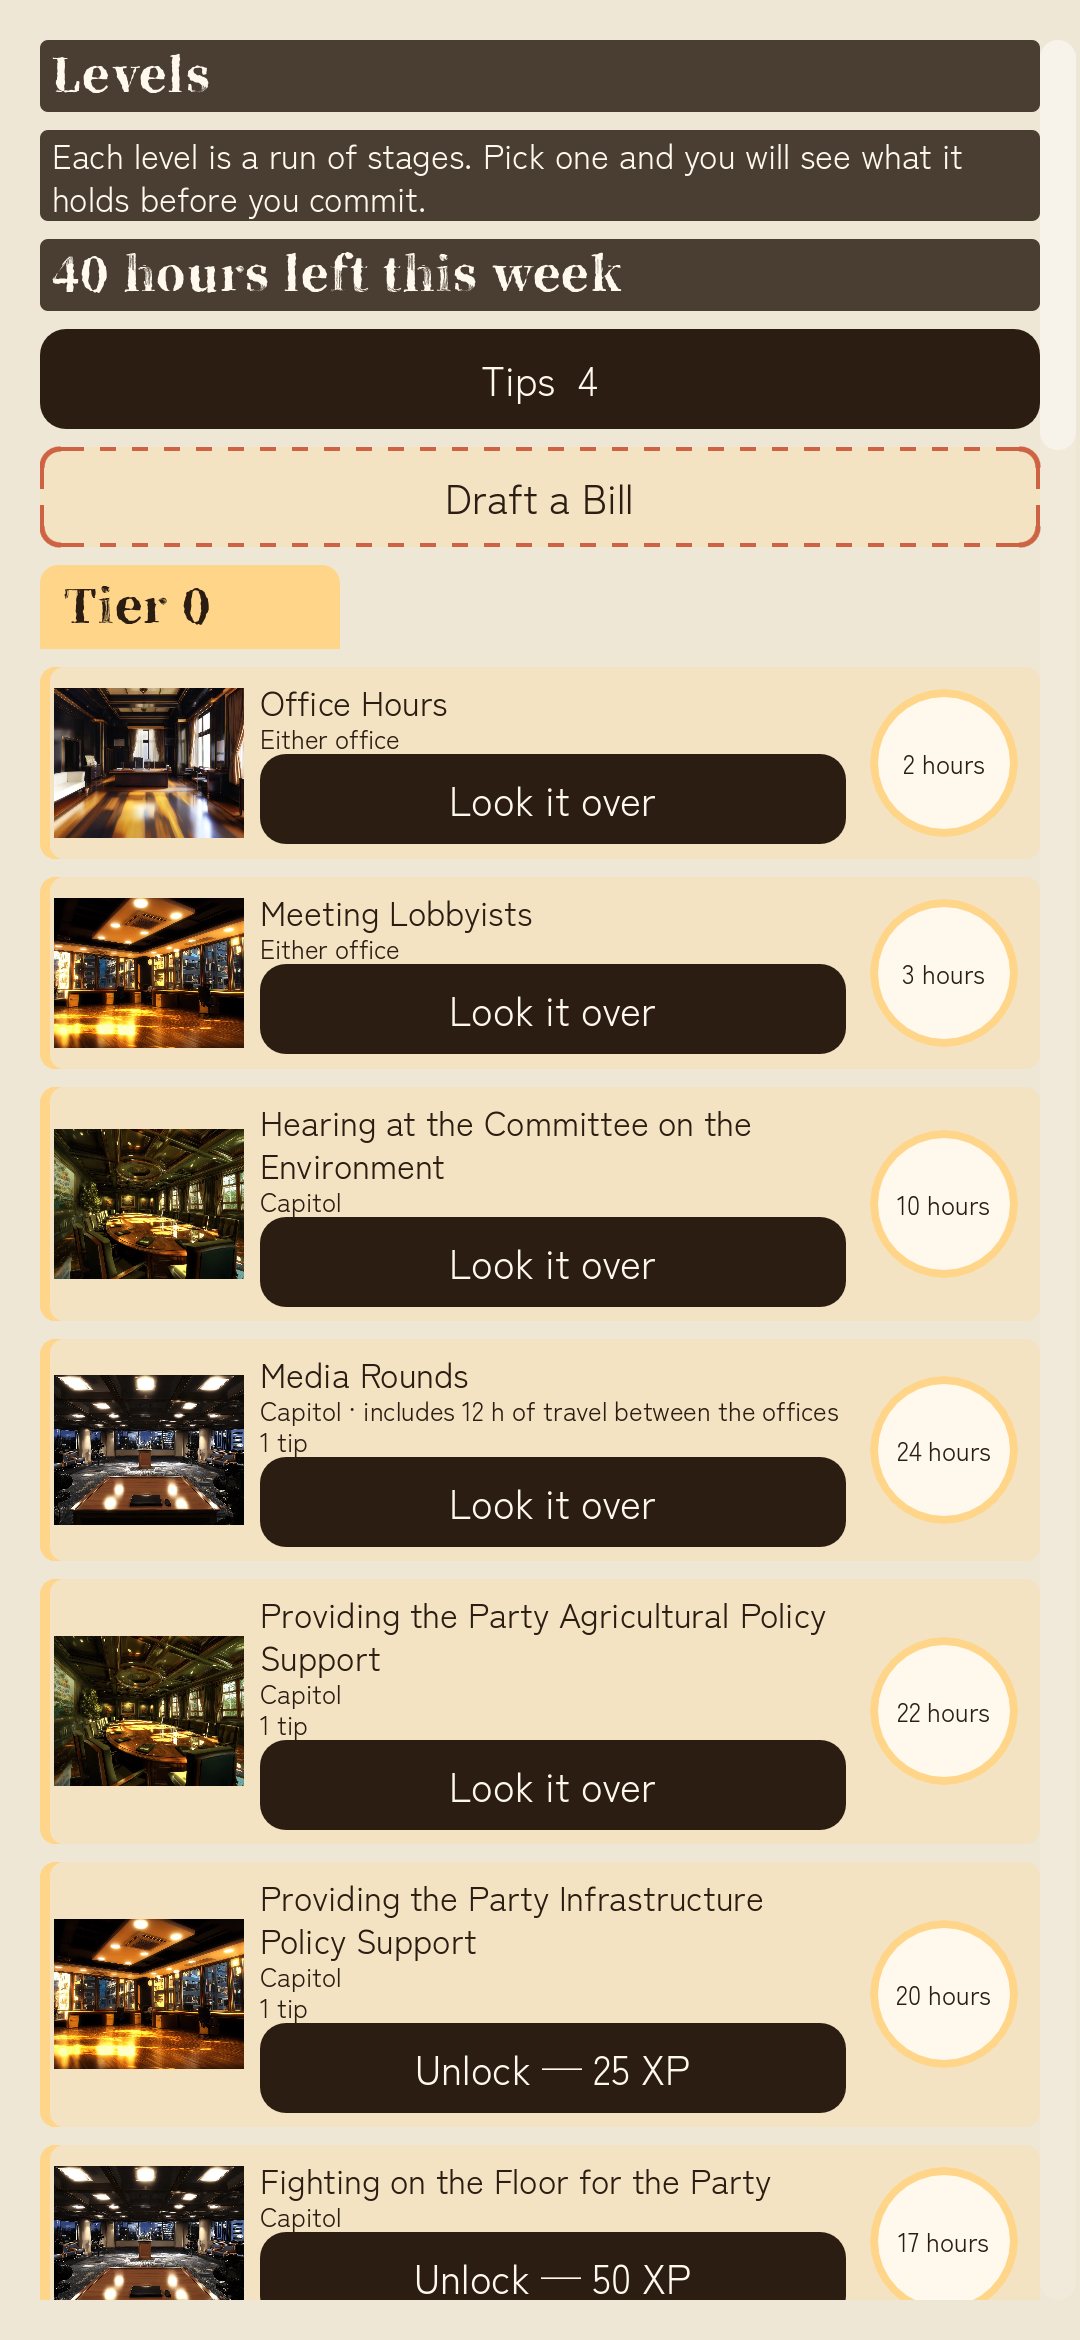 Levels
Each level is a run of stages. Pick one and you will see what it
holds before you commit.
40 hours left this week
Tips 4
Draft a Bill
Tier 0
Office Hours
Either office
Look it over
2 hours
Meeting Lobbyists
Either office
Look it over
3 hours
Hearing at the Committee on the
Environment
Capitol
Look it over
10 hours
Media Rounds
Capitol · includes 12 h of travel between the offices
1 tip
Look it over
24 hours
Providing the Party Agricultural Policy
Support
Capitol
1 tip
Look it over
22 hours
Providing the Party Infrastructure
Policy Support
Capitol
1 tip
Unlock — 25 XP
20 hours
Fighting on the Floor for the Party
Capitol
Unlock — 50 XP
17 hours